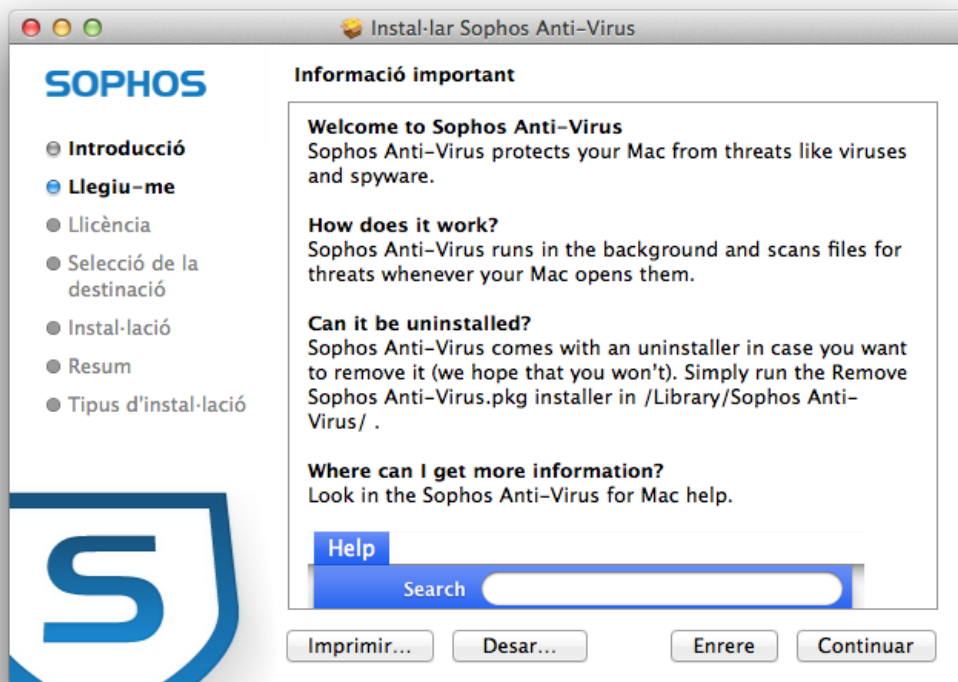 Instal·lar Sophos Anti-Virus
SOPHOS
Introducció
Llegiu-me
Llicència
Selecció de la
destinació
Instal·lació
Resum
Tipus d'instal·lació
S
Informació important
Welcome to Sophos Anti-Virus
Sophos Anti-Virus protects your Mac from threats like viruses
and spyware.
How does it work?
Sophos Anti-Virus runs in the background and scans files for
threats whenever your Mac opens them.
Can it be uninstalled?
Sophos Anti-Virus comes with an uninstaller in case you want
to remove it (we hope that you won't). Simply run the Remove
Sophos Anti-Virus.pkg installer in /Library/Sophos Anti-
Virus/ .
Where can I get more information?
Look in the Sophos Anti-Virus for Mac help.
Help
Search
Imprimir... Desar... Enrere Continuar